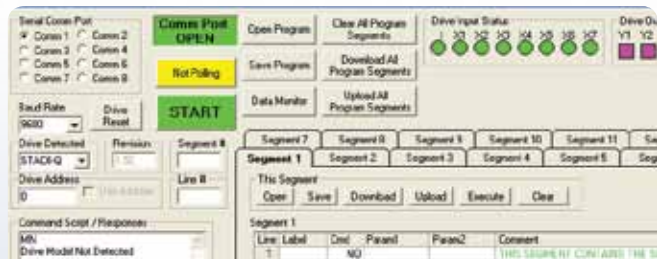 Serial Comm Port
Comm 1 Comm 2
Comm 3 Comm 4
Comm 5 Comm 6
Comm 7 Comm 8
Comm Port
OPEN
Not Polling
START
Baud Rate
9600
Drive
Reset
Drive Detected
STAC6-Q
Revision
1.52
Segment #
Drive Address
0
Line #
Command Script / Responses
MN
Drive Model Not Detected
Open Program
Save Program
Data Monitor
Clear All Program
Segments
Download All
Program Segments
Upload All
Program Segments
Drive Input Status
X1 X2 X3 X4 X5 X6 X7
Drive Ou
Y1 Y2
Segment 7 Segment 8 Segment 9 Segment 10 Segment 11 Se
Segment 1 Segment 2 Segment 3 Segment 4 Segment 5 Seg
This Segment
Open Save Download Upload Execute Clear
Segment 1
Line Label Cmd Param1 Param2 Comment
1 NO THIS SEGMENT CONTAINS THE S